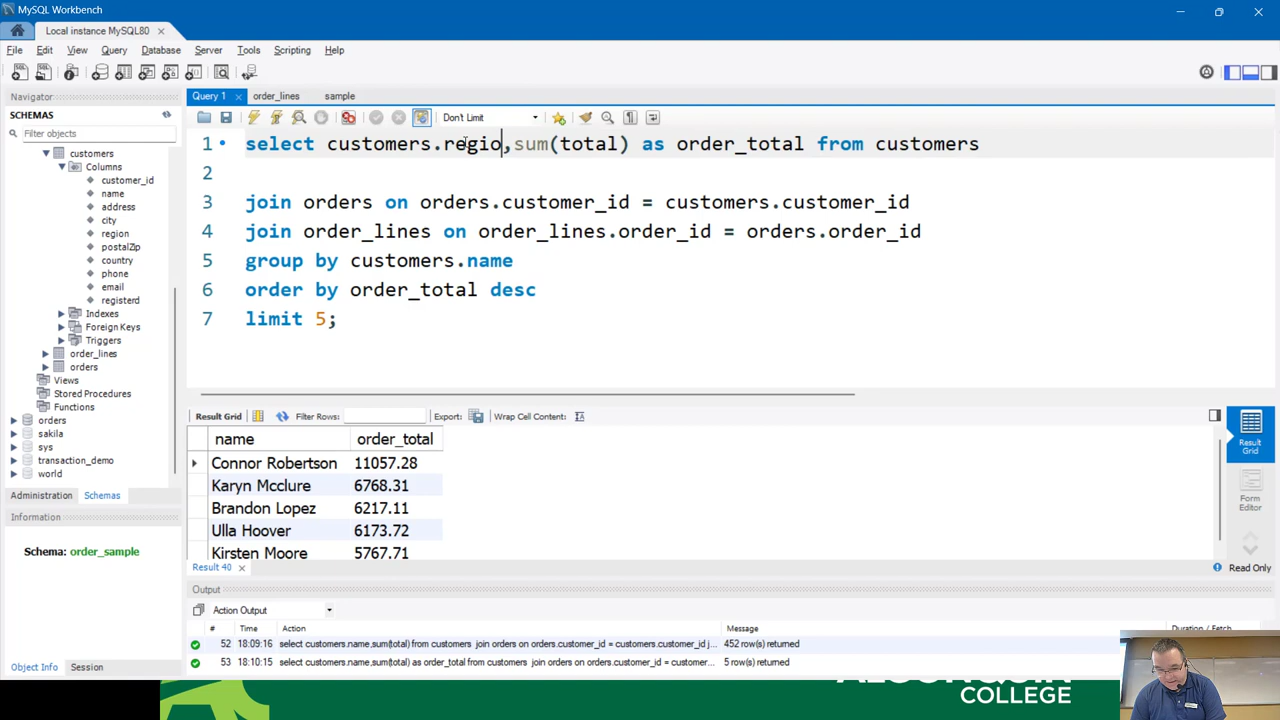 MySQL Workbench
Local instance MySQL80
File Edit View Query Database Server Tools Scripting Help
Navigator
SCHEMAS
Filter objects
customers
Columns
customer_id
name
address
city
region
postalZip
country
phone
email
registerd
Indexes
Foreign Keys
Triggers
order_lines
orders
Views
Stored Procedures
Functions
orders
sakila
sys
transaction_demo
world
Administration Schemas
Information
Schema: order_sample
Object Info Session
Query 1 order_lines sample
Don't Limit
1 select customers.regio,sum(total) as order_total from customers
2
3 join orders on orders.customer_id = customers.customer_id
4 join order_lines on order_lines.order_id = orders.order_id
5 group by customers.name
6 order by order_total desc
7 limit 5;
Result Grid Filter Rows: Export: Wrap Cell Content:
name order_total
Connor Robertson 11057.28
Karyn Mcclure 6768.31
Brandon Lopez 6217.11
Ulla Hoover 6173.72
Kirsten Moore 5767.71
Result Grid
Form Editor
Result 40 Read Only
Output
Action Output
# Time Action Message Duration / Fetch
52 18:09:16 select customers.name,sum(total) from customers join orders on orders.customer_id = customers.customer_id j... 452 row(s) returned
53 18:10:15 select customers.name,sum(total) as order_total from customers join orders on orders.customer_id = customer... 5 row(s) returned
ALGONQUIN
COLLEGE